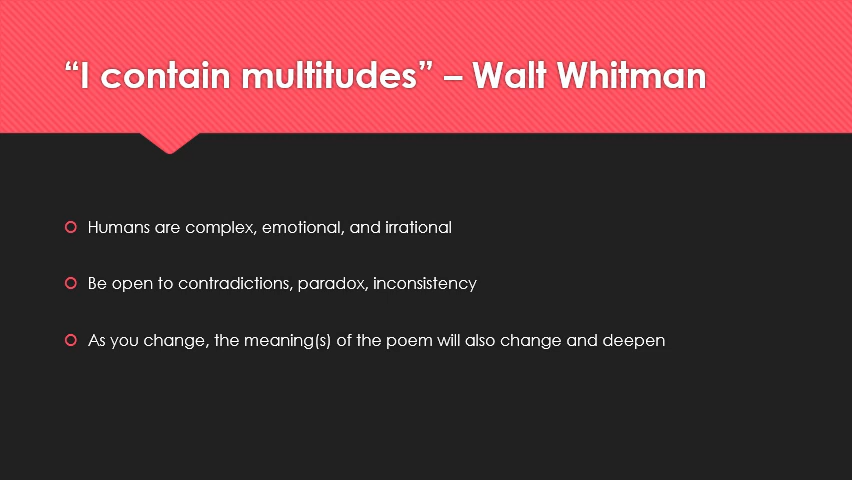 “I contain multitudes” – Walt Whitman
Humans are complex, emotional, and irrational
Be open to contradictions, paradox, inconsistency
As you change, the meaning(s) of the poem will also change and deepen